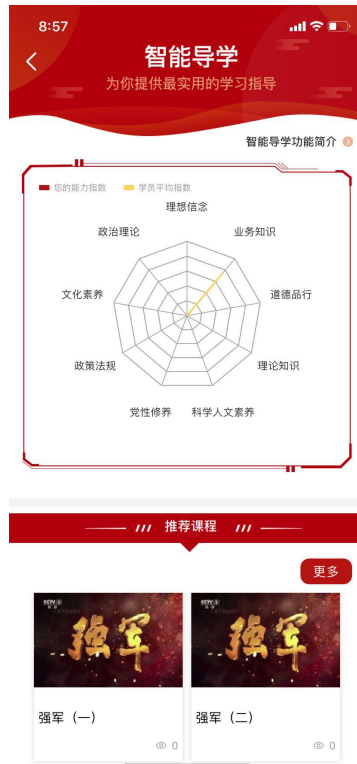 8:57
智能导学
为你提供最实用的学习指导
智能导学功能简介
您的能力指数 学员平均指数
理想信念
政治理论 业务知识
文化素养 道德品行
政策法规 理论知识
党性修养 科学人文素养
推荐课程
更多
CCTV
强军 强军
强军（一） 强军（二）
0 0